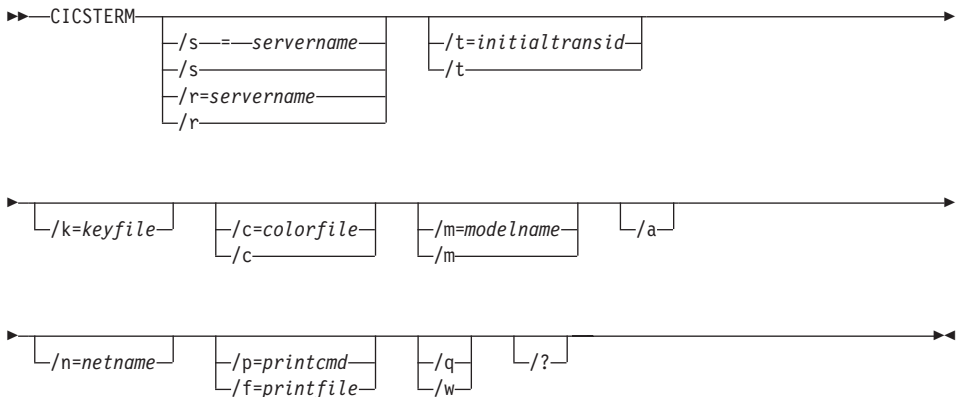 CICSTERM
/s = servername /t=initialtransid
/s /t
/r=servername
/r
/k=keyfile /c=colorfile /m=modelname /a
/c /m
/n=netname /p=printcmd /q /?
/f=printfile /w